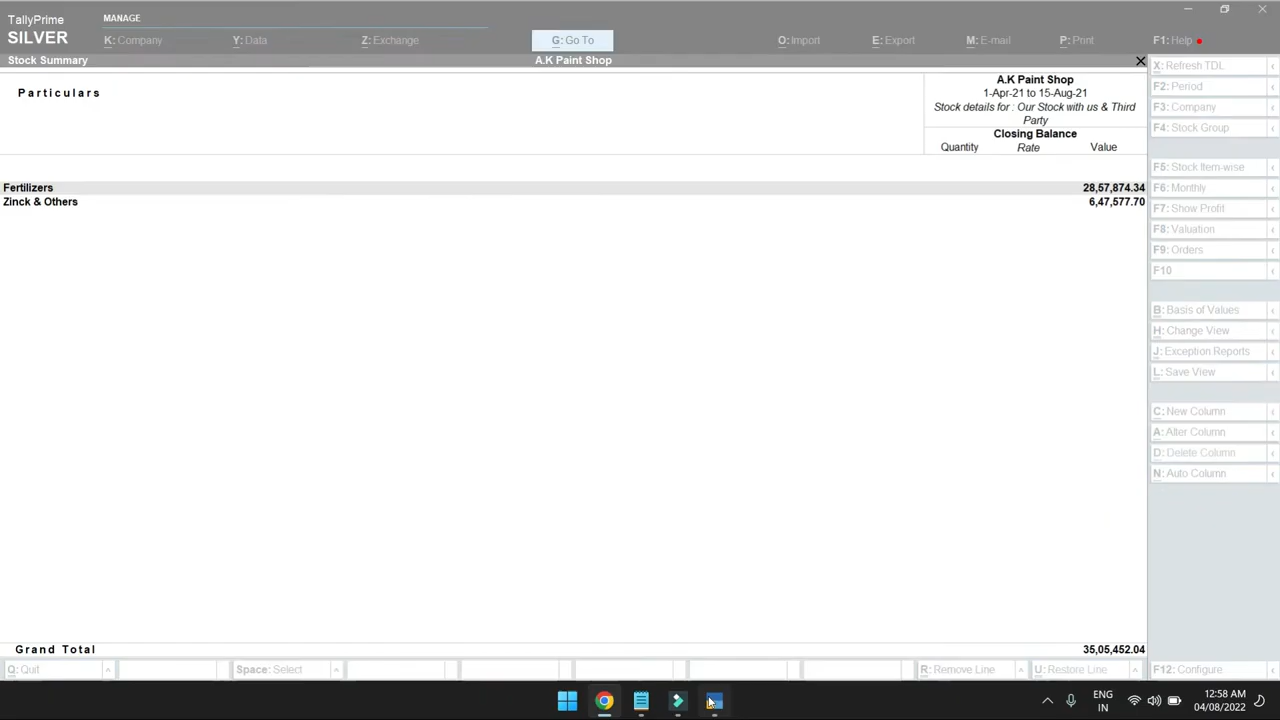 TallyPrime
MANAGE
SILVER
K: Company
Y: Data
Z: Exchange
G: Go To
O: Import
E: Export
M: E-mail
P: Print
F1: Help
Stock Summary
A.K Paint Shop
X: Refresh TDL
F2: Period
F3: Company
F4: Stock Group
Particulars
A.K Paint Shop
1-Apr-21 to 15-Aug-21
Stock details for : Our Stock with us & Third
Party
Closing Balance
Quantity Rate Value
F5: Stock Item-wise
F6: Monthly
F7: Show Profit
F8: Valuation
F9: Orders
F10
Fertilizers 28,57,874.34
Zinck & Others 6,47,577.70
B: Basis of Values
H: Change View
J: Exception Reports
L: Save View
C: New Column
A: Alter Column
D: Delete Column
N: Auto Column
Grand Total 35,05,452.04
Q: Quit
Space: Select
R: Remove Line
U: Restore Line
F12: Configure
ENG
IN
12:58 AM
04/08/2022